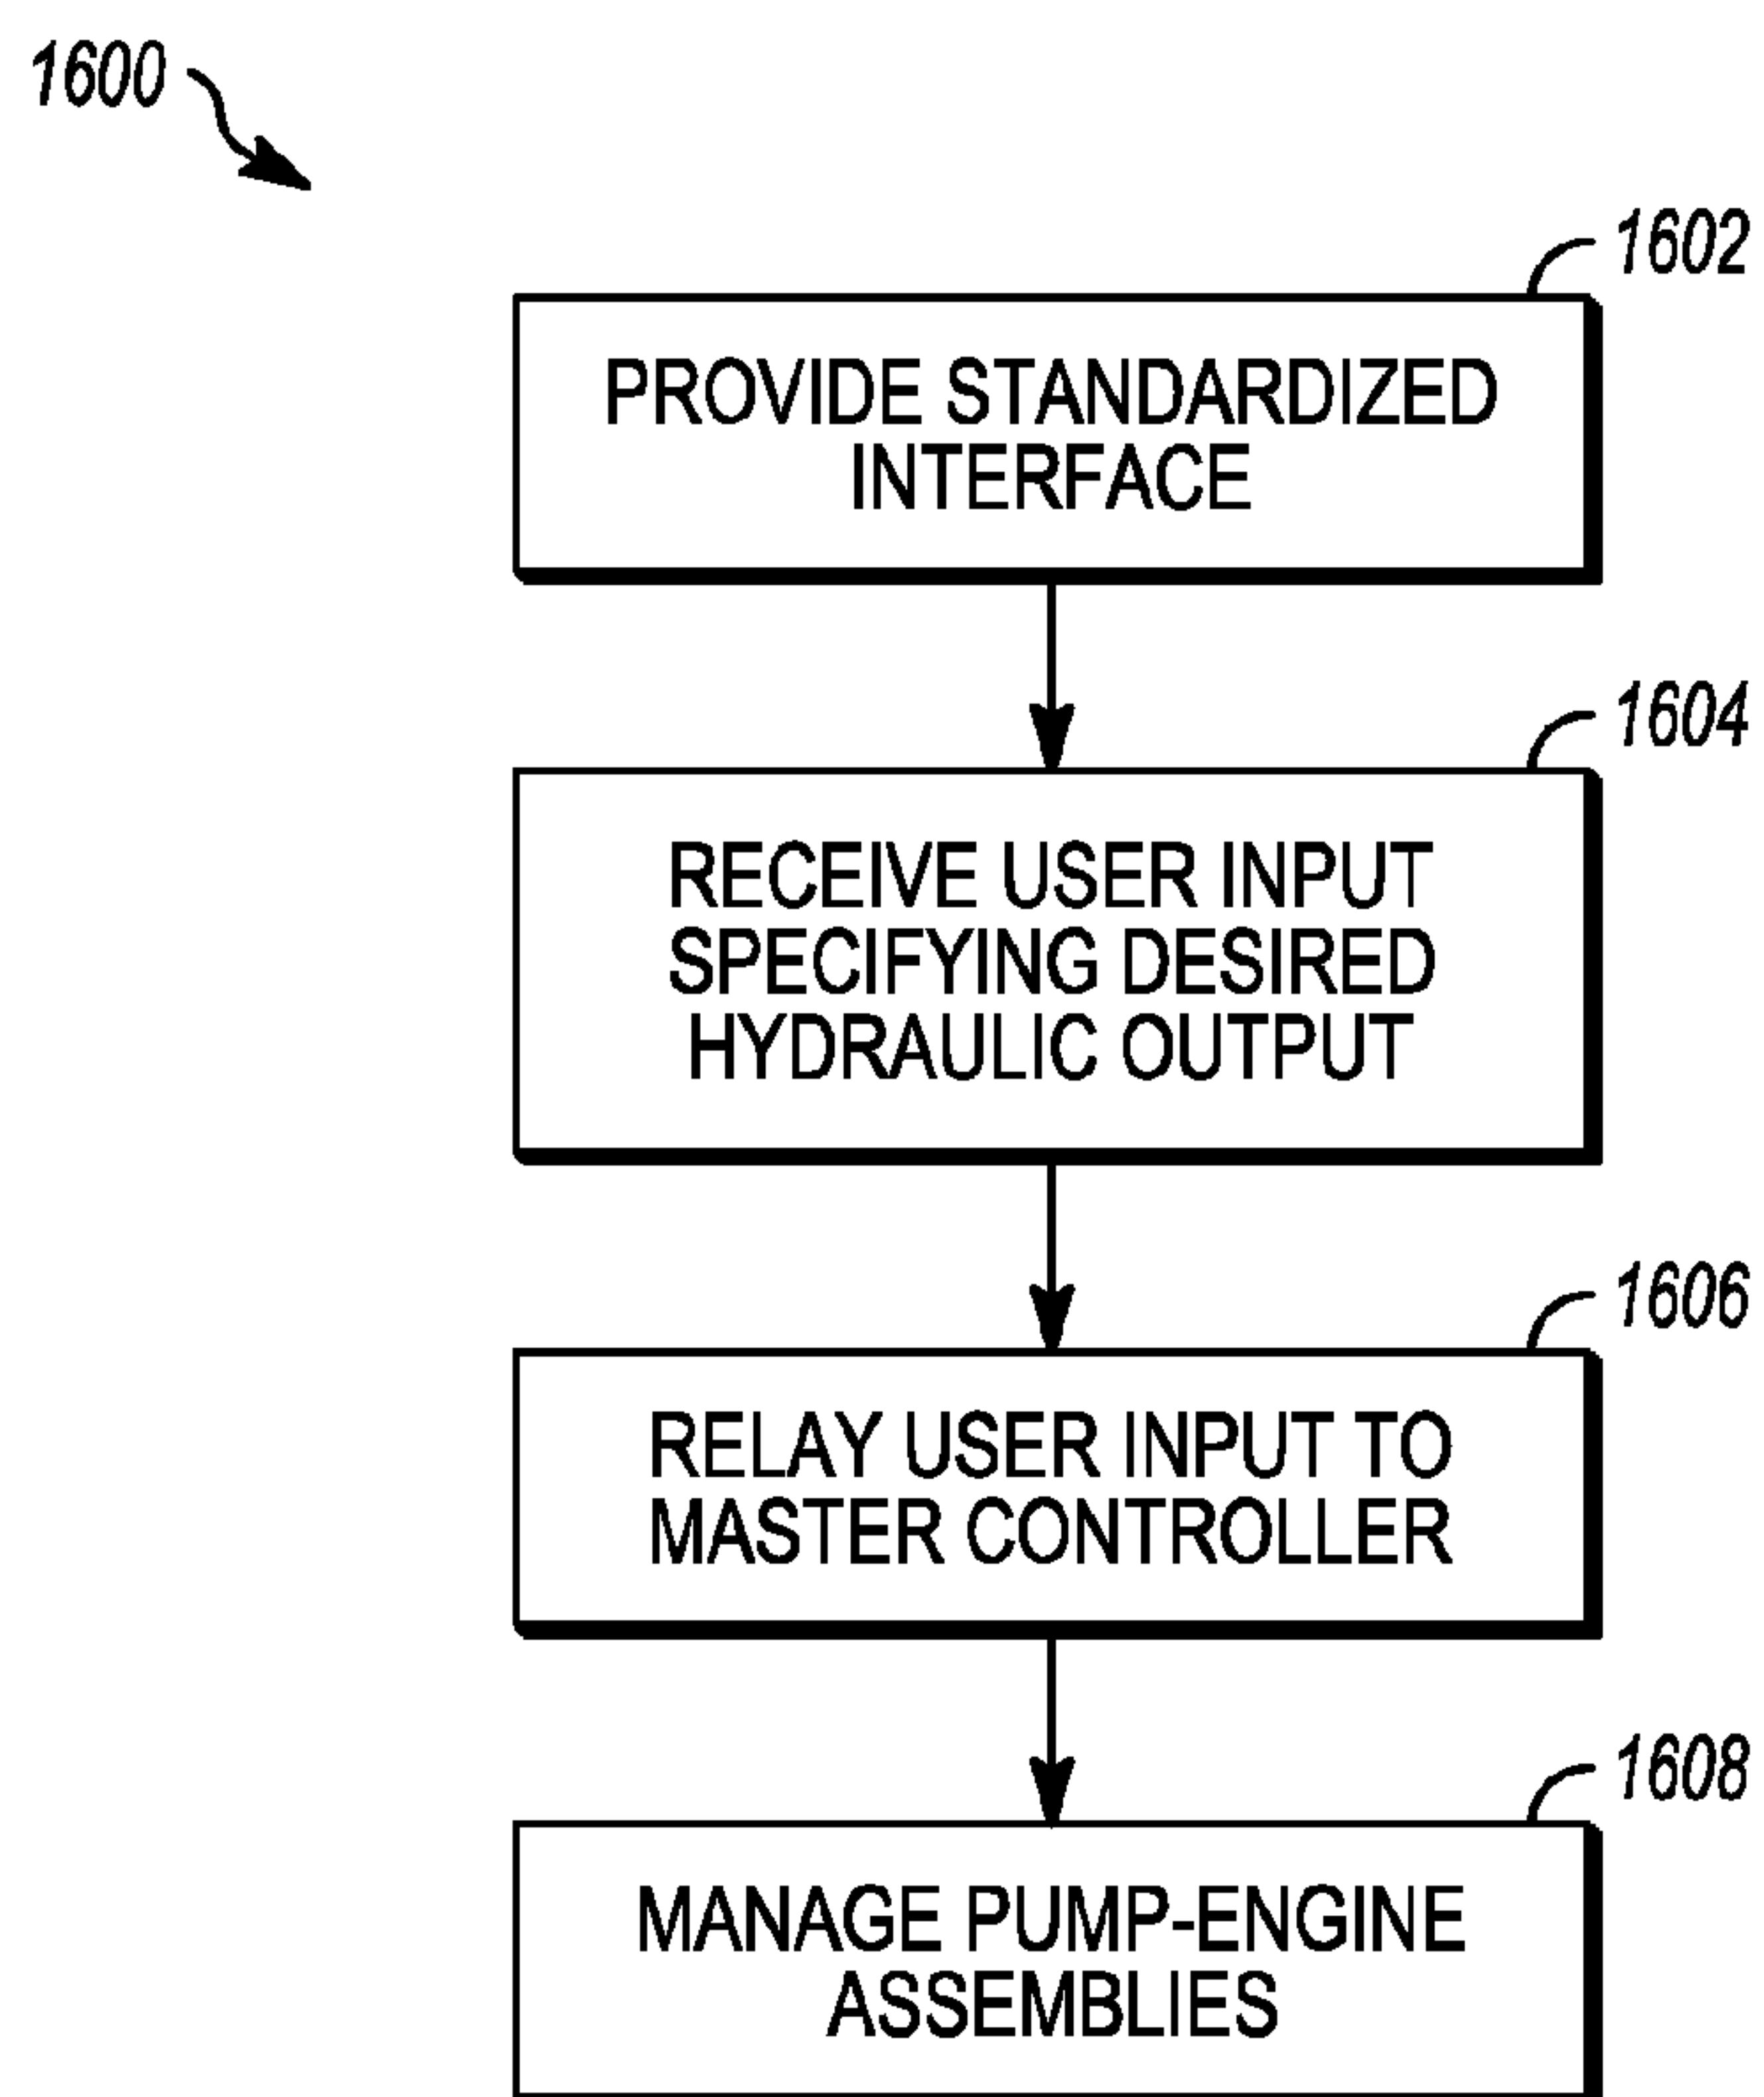 1600
1602
PROVIDE STANDARDIZED
INTERFACE
1604
RECEIVE USER INPUT
SPECIFYING DESIRED
HYDRAULIC OUTPUT
1606
RELAY USER INPUT TO
MASTER CONTROLLER
1608
MANAGE PUMP-ENGINE
ASSEMBLIES